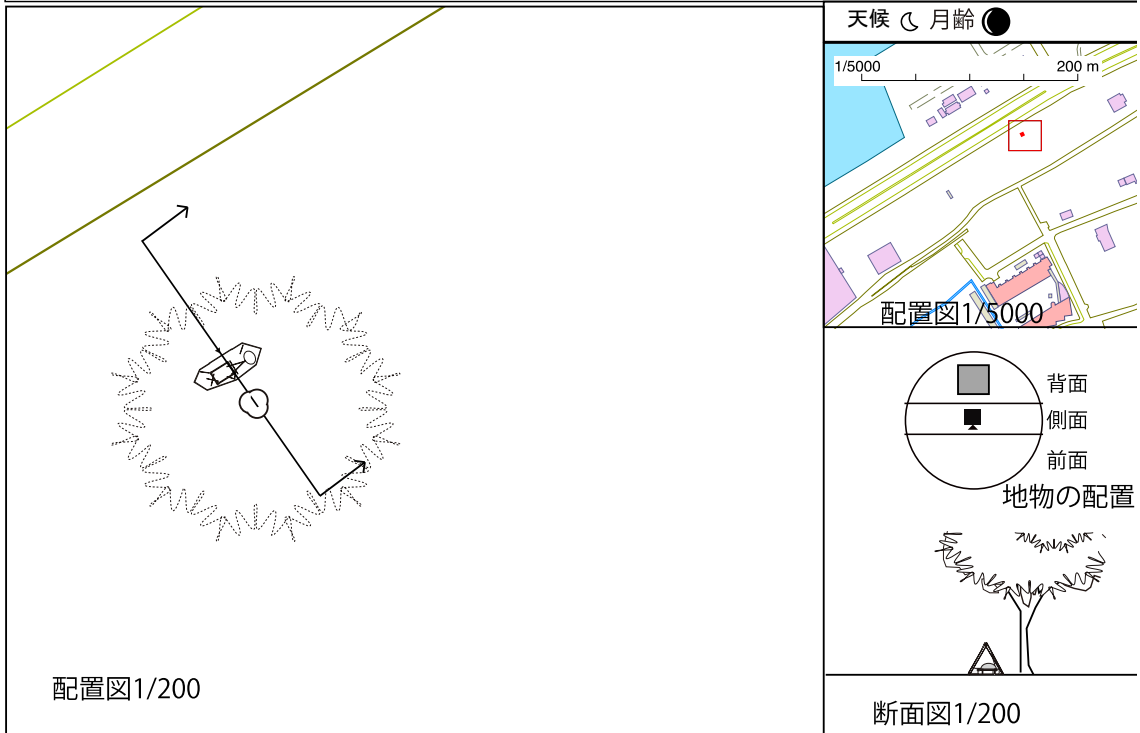 天候 月齢
1/5000 200 m
配置図1/5000
背面
側面
前面
地物の配置
配置図1/200
断面図1/200